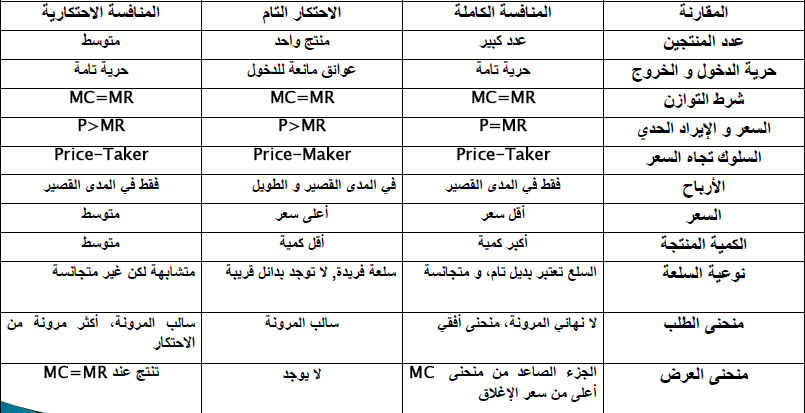 المقارنة	المنافسة الكاملة	الاحتكار التام	المنافسة الاحتكارية
عدد المنتجين	عدد كبير	منتج واحد	متوسط
حرية الدخول و الخروج	حرية تامة	عوانق مانعة للدخول	حرية تامة
شرط التوازن	MC=MR	MC=MR	MC=MR
السعر و الإيراد الحدي	P=MR	P>MR	P>MR
السلوك تجاه السعر	Price-Taker	Price-Maker	Price-Taker
الأرباح	فقط في المدى القصير	في المدى القصير و الطويل	فقط في المدى القصير
السعر	أقل سعر	أعلى سعر	متوسط
الكمية المنتجة	أكبر كمية	أقل كمية	متوسط
نوعية السلعة	السلع تعتبر بديل تام، و متجانسة	سلعة فريدة, لا توجد بدائل قريبة	متشابهة لكن غير متجانسة
منحنى الطلب	لا نهائي المرونة، منحنى أفقي	سالب المرونة	سالب المرونة، أكثر مرونة من
الاحتكار
منحنى العرض	الجزء الصاعد من منحنى MC	لا يوجد	تنتج عند MC=MR
أعلى من سعر الإغلاق